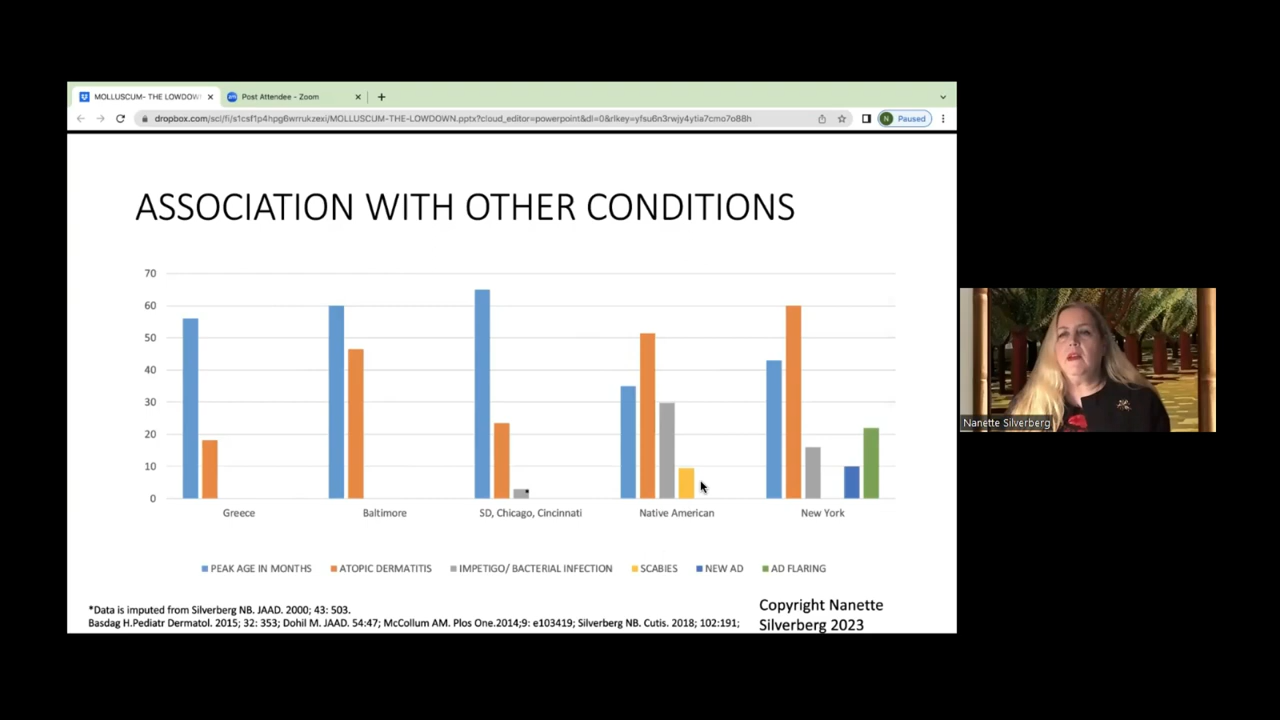 MOLLUSCUM- THE LOWDOW
Post Attendee - Zoom
dropbox.com/scl/fi/s1csf1p4hpg6wrrukzexi/MOLLUSCUM-THE-LOWDOWN.pptx?cloud_editor=powerpoint&dl=0&rlkey=yfsu6n3rwjy4ytia7cmo7o88h
N Paused
ASSOCIATION WITH OTHER CONDITIONS
70
60
50
40
30
20
10
0
Greece Baltimore SD, Chicago, Cincinnati Native American New York
PEAK AGE IN MONTHS ATOPIC DERMATITIS IMPETIGO/ BACTERIAL INFECTION SCABIES NEW AD AD FLARING
*Data is imputed from Silverberg NB. JAAD. 2000; 43: 503.
Basdag H.Pediatr Dermatol. 2015; 32: 353; Dohil M. JAAD. 54:47; McCollum AM. Plos One.2014;9: e103419; Silverberg NB. Cutis. 2018; 102:191;
Copyright Nanette
Silverberg 2023
Nanette Silverberg